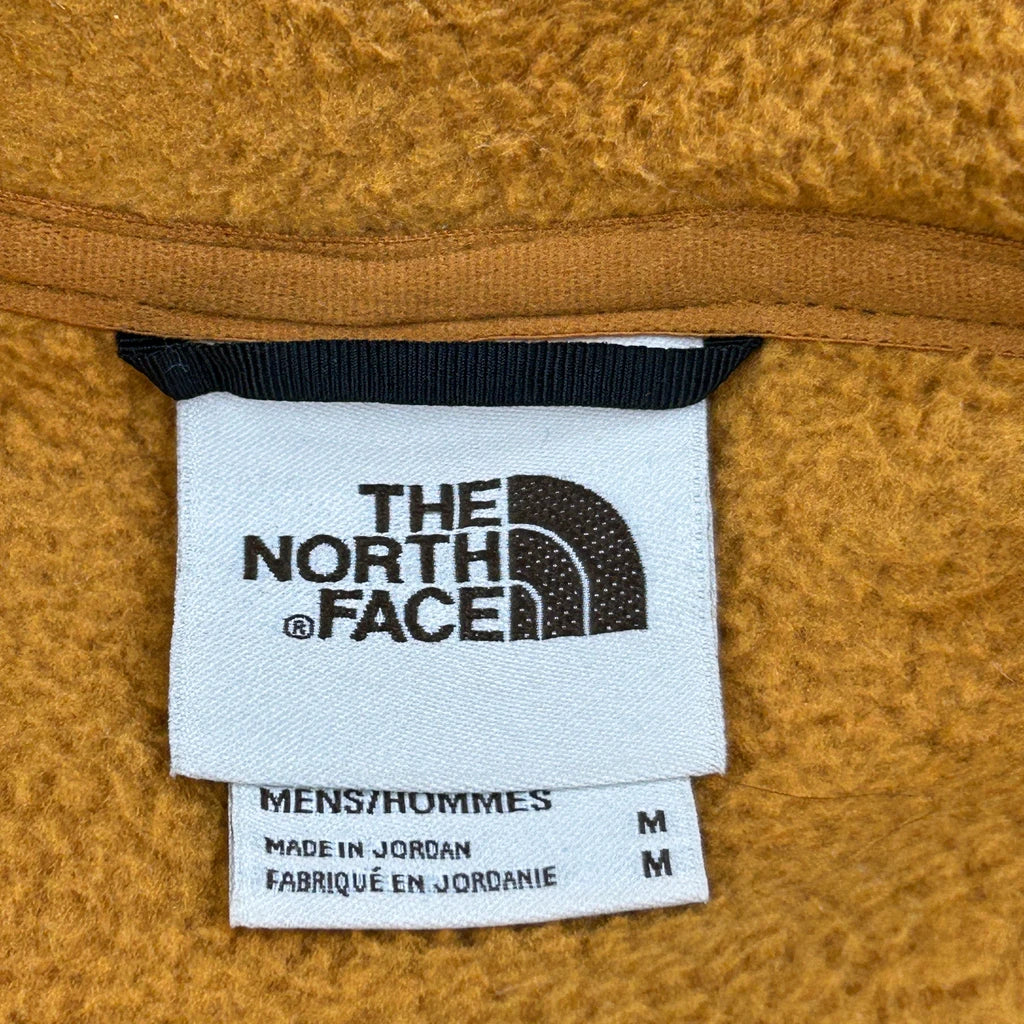 THE
NORTH
®FACE
MENS/HOMMES
M
MADE IN JORDAN
FABRIQUÉ EN JORDANIE
M